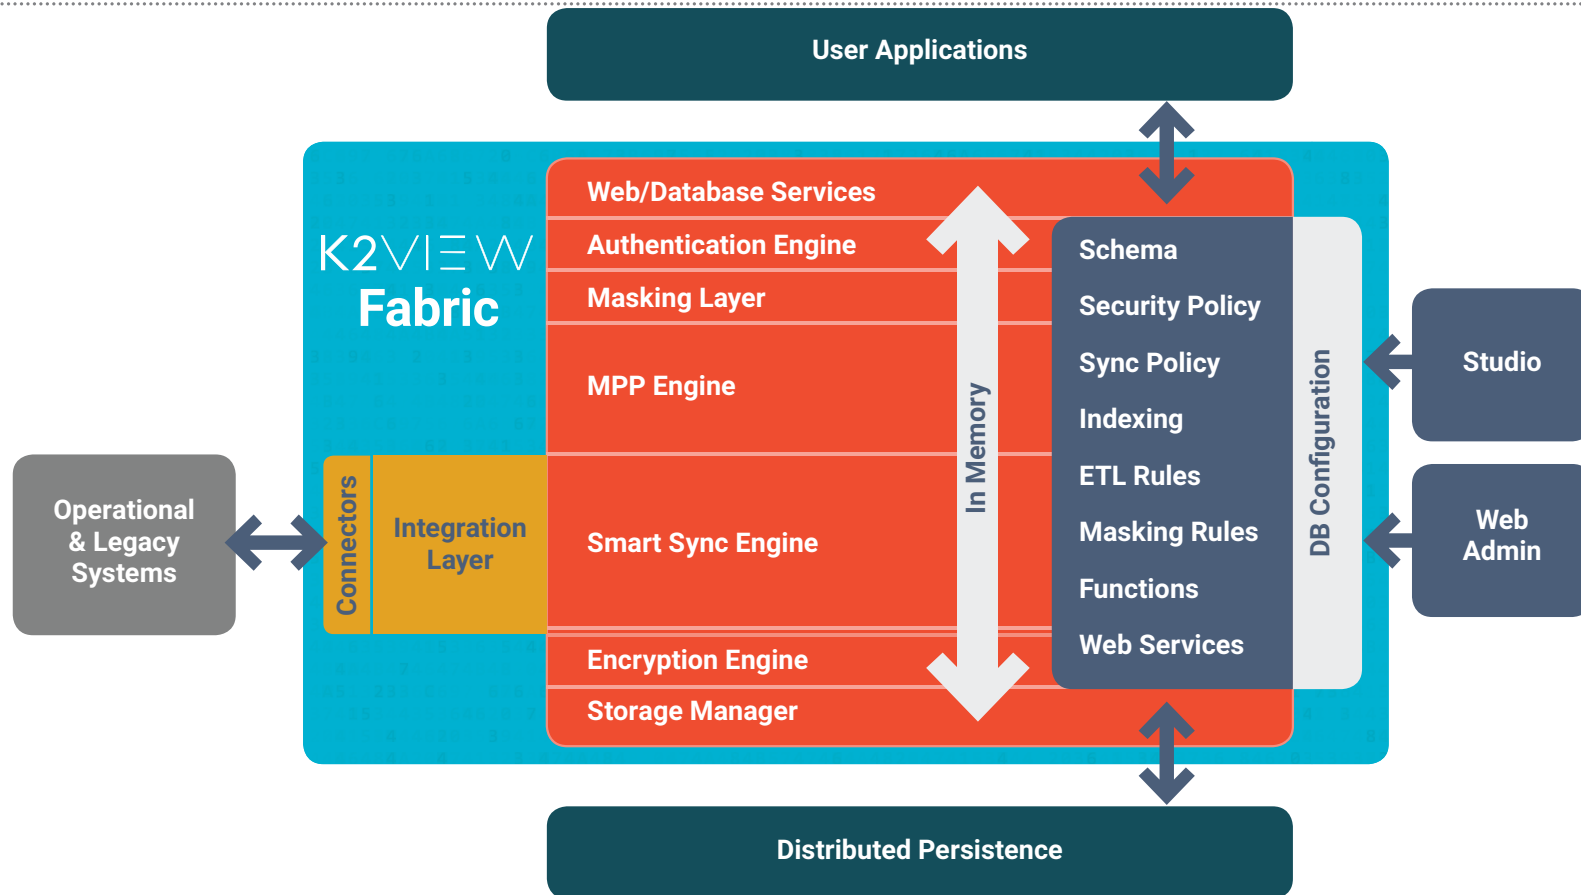 User Applications
K2VIEW
Fabric
Web/Database Services
Authentication Engine
Masking Layer
MPP Engine
Smart Sync Engine
Encryption Engine
Storage Manager
In Memory
Schema
Security Policy
Sync Policy
Indexing
ETL Rules
Masking Rules
Functions
Web Services
DB Configuration
Studio
Web
Admin
Operational
& Legacy
Systems
Connectors
Integration
Layer
Distributed Persistence